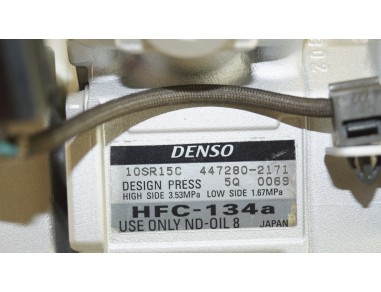 DENSO
10SR15C 447280-2171
DESIGN PRESS 5Q 0069
HIGH SIDE 3.53MPa LOW SIDE 1.67MPa
HFC-134a
USE ONLY ND-OIL 8 JAPAN